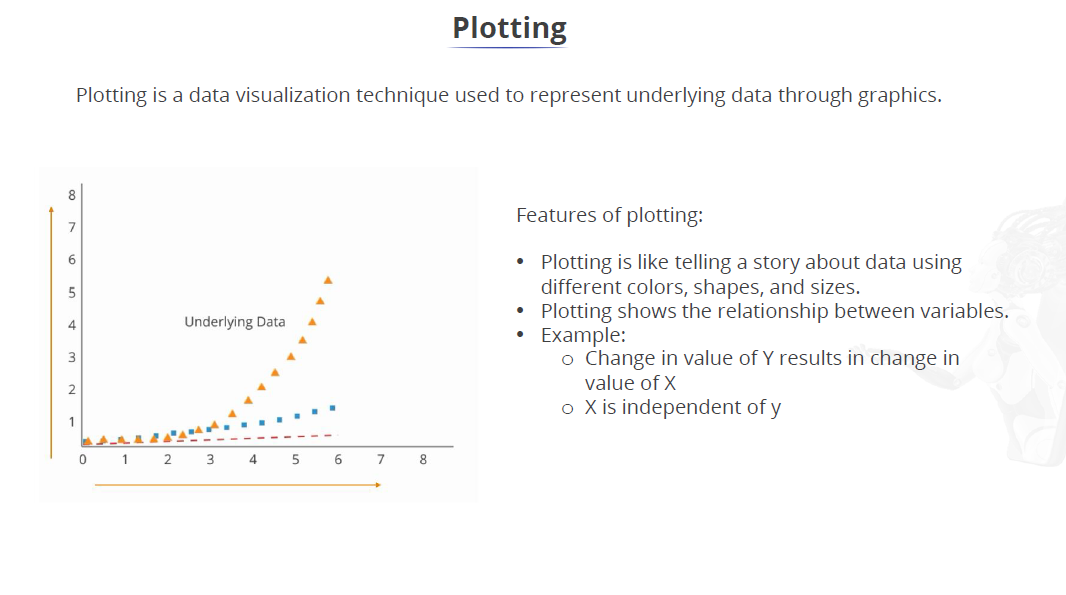 Plotting
Plotting is a data visualization technique used to represent underlying data through graphics.
8
7
6
5
4
3
2
1
Underlying Data
0 1 2 3 4 5 6 7 8
Features of plotting:
• Plotting is like telling a story about data using
different colors, shapes, and sizes.
• Plotting shows the relationship between variables.
• Example:
o Change in value of Y results in change in
value of X
o X is independent of y